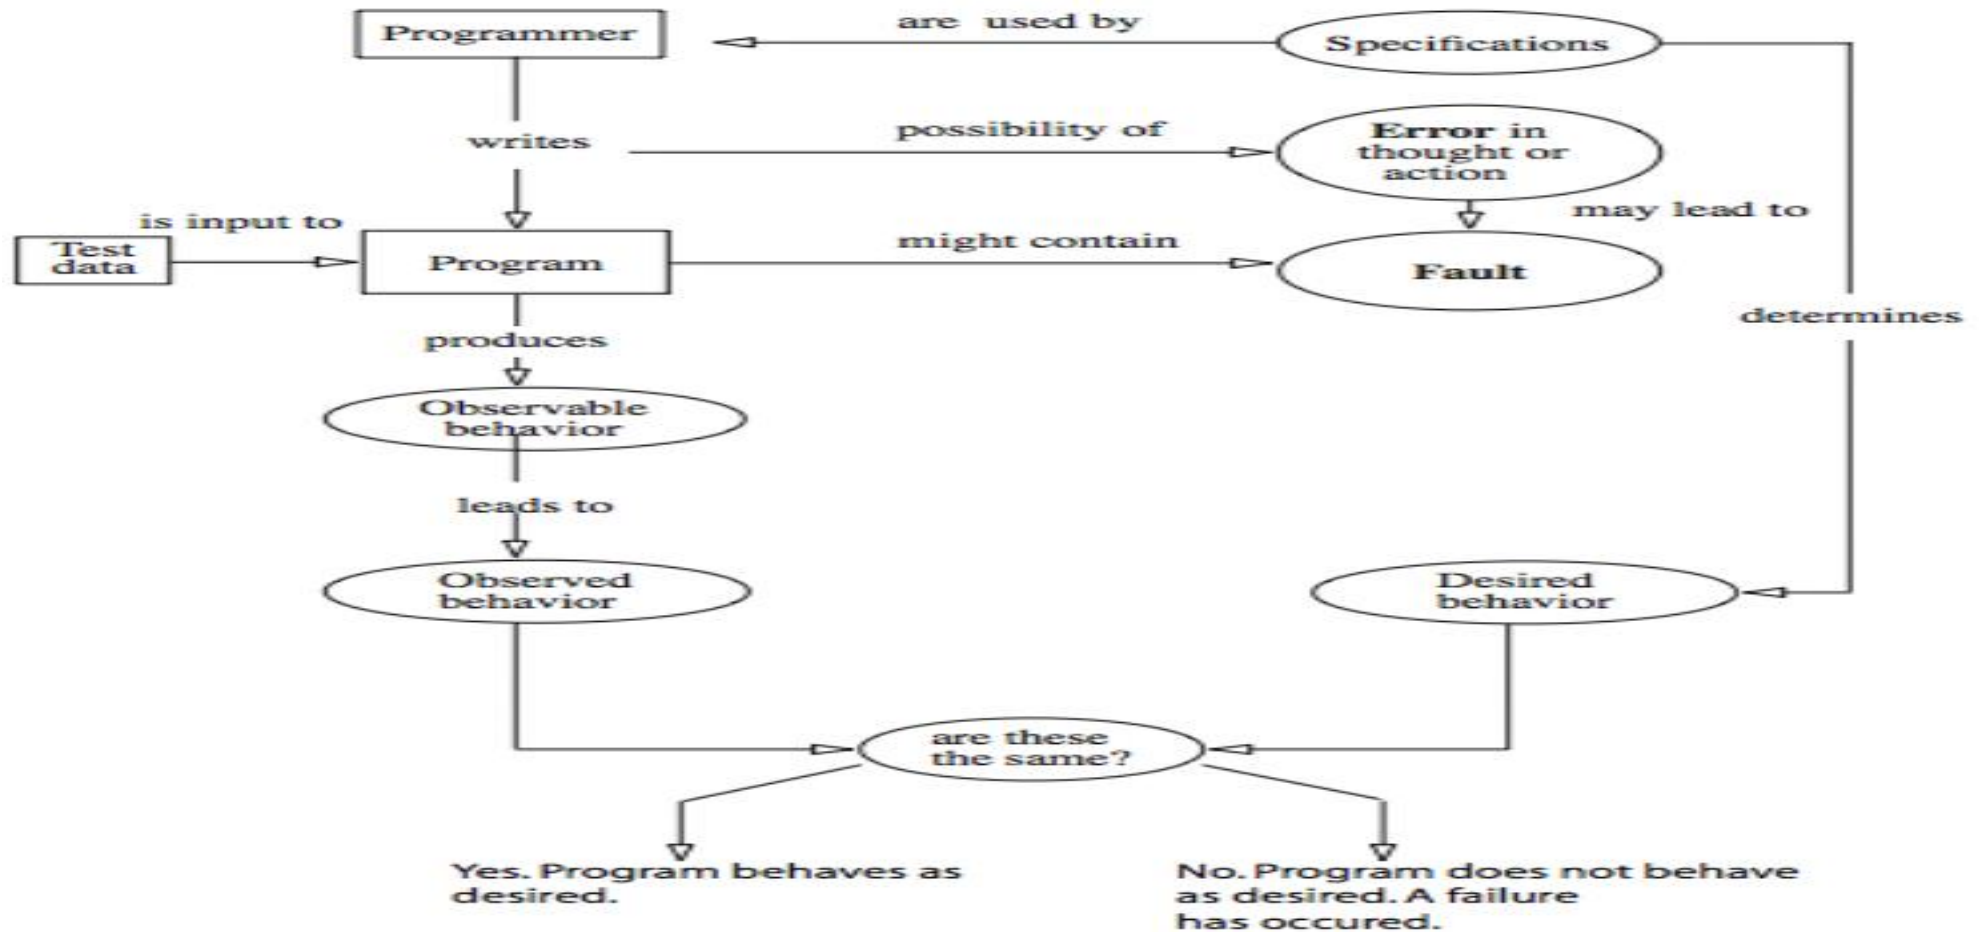 are used by
Programmer
Specifications
possibility of
Error in
thought or
action
writes
may lead to
is input to
might contain
Test
data
Program
Fault
determines
produces
Observable
behavior
leads to
Observed
behavior
Desired
behavior
are these
the same?
Yes. Program behaves as
desired.
No. Program does not behave
as desired. A failure
has occured.